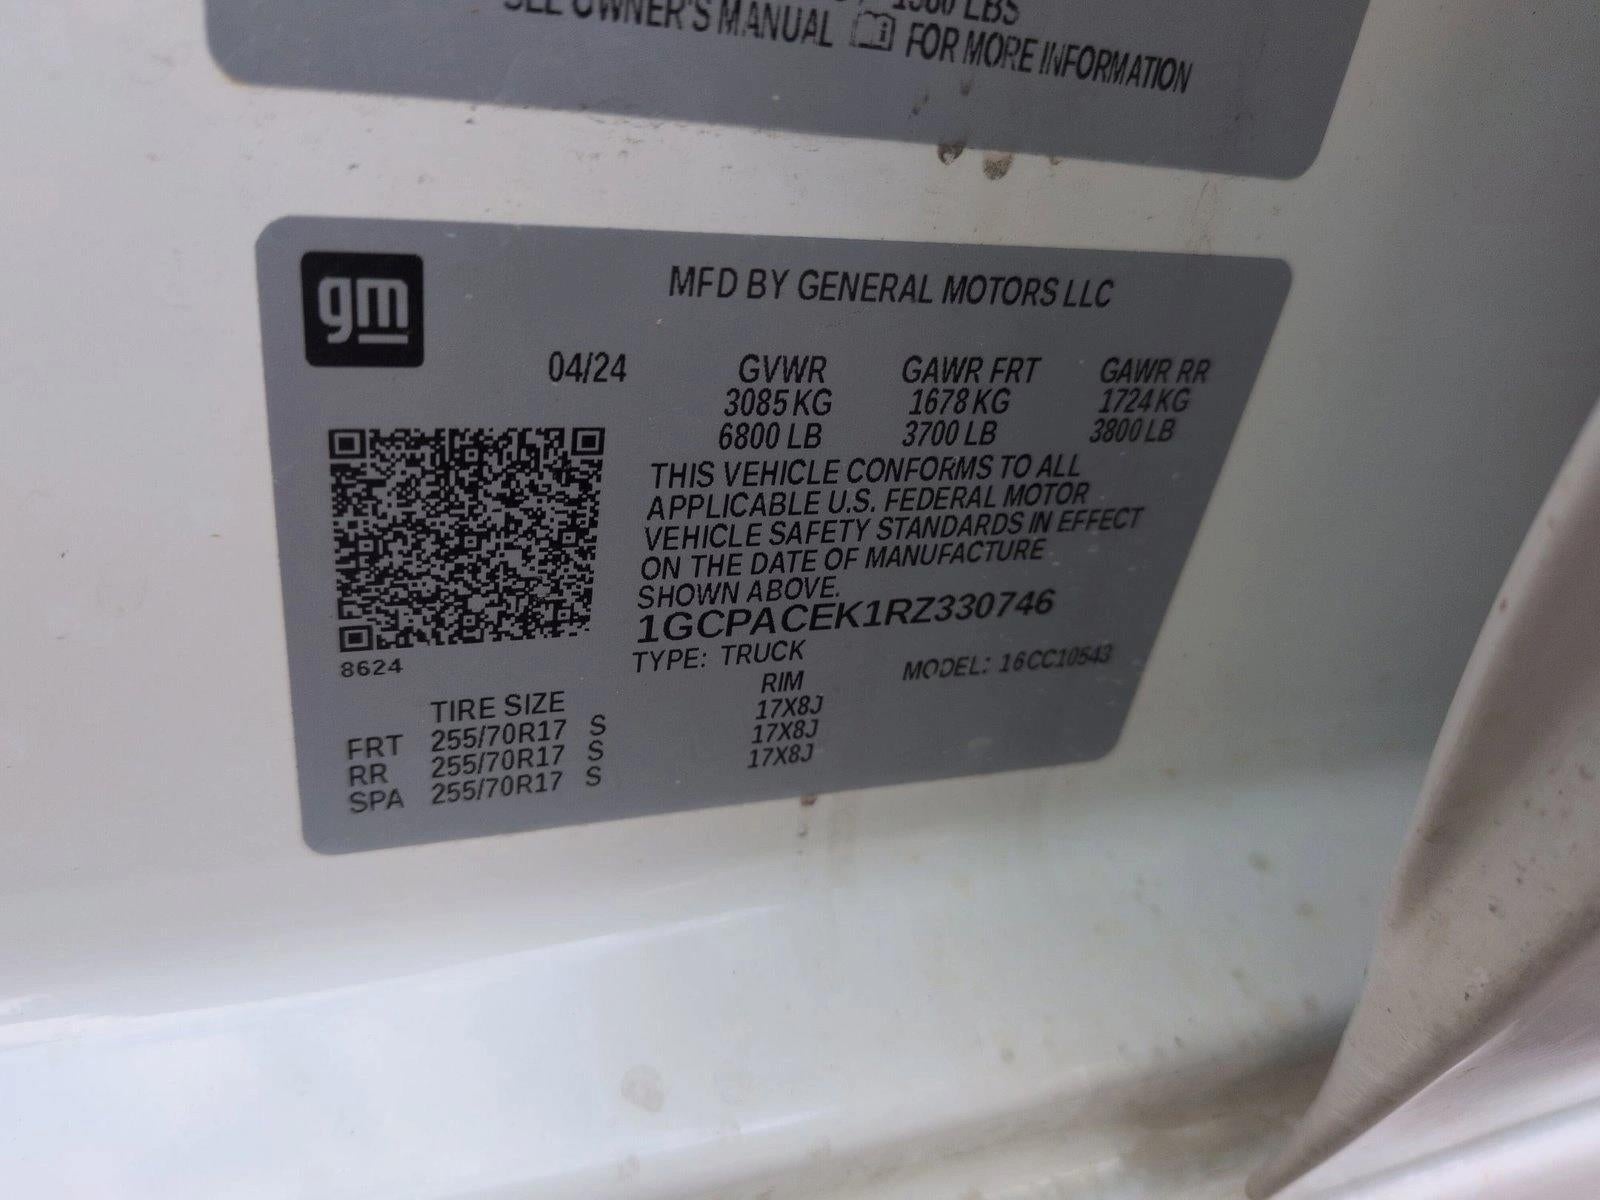 1500 LBS
SEE OWNER'S MANUAL FOR MORE INFORMATION
gm
MFD BY GENERAL MOTORS LLC
04/24 GVWR GAWR FRT GAWR RR
3085 KG 1678 KG 1724 KG
6800 LB 3700 LB 3800 LB
THIS VEHICLE CONFORMS TO ALL
APPLICABLE U.S. FEDERAL MOTOR
VEHICLE SAFETY STANDARDS IN EFFECT
ON THE DATE OF MANUFACTURE
SHOWN ABOVE.
1GCPACEK1RZ330746
8624
TYPE: TRUCK MODEL: 16CC10543
TIRE SIZE RIM
FRT 255/70R17 S 17X8J
RR 255/70R17 S 17X8J
SPA 255/70R17 S 17X8J